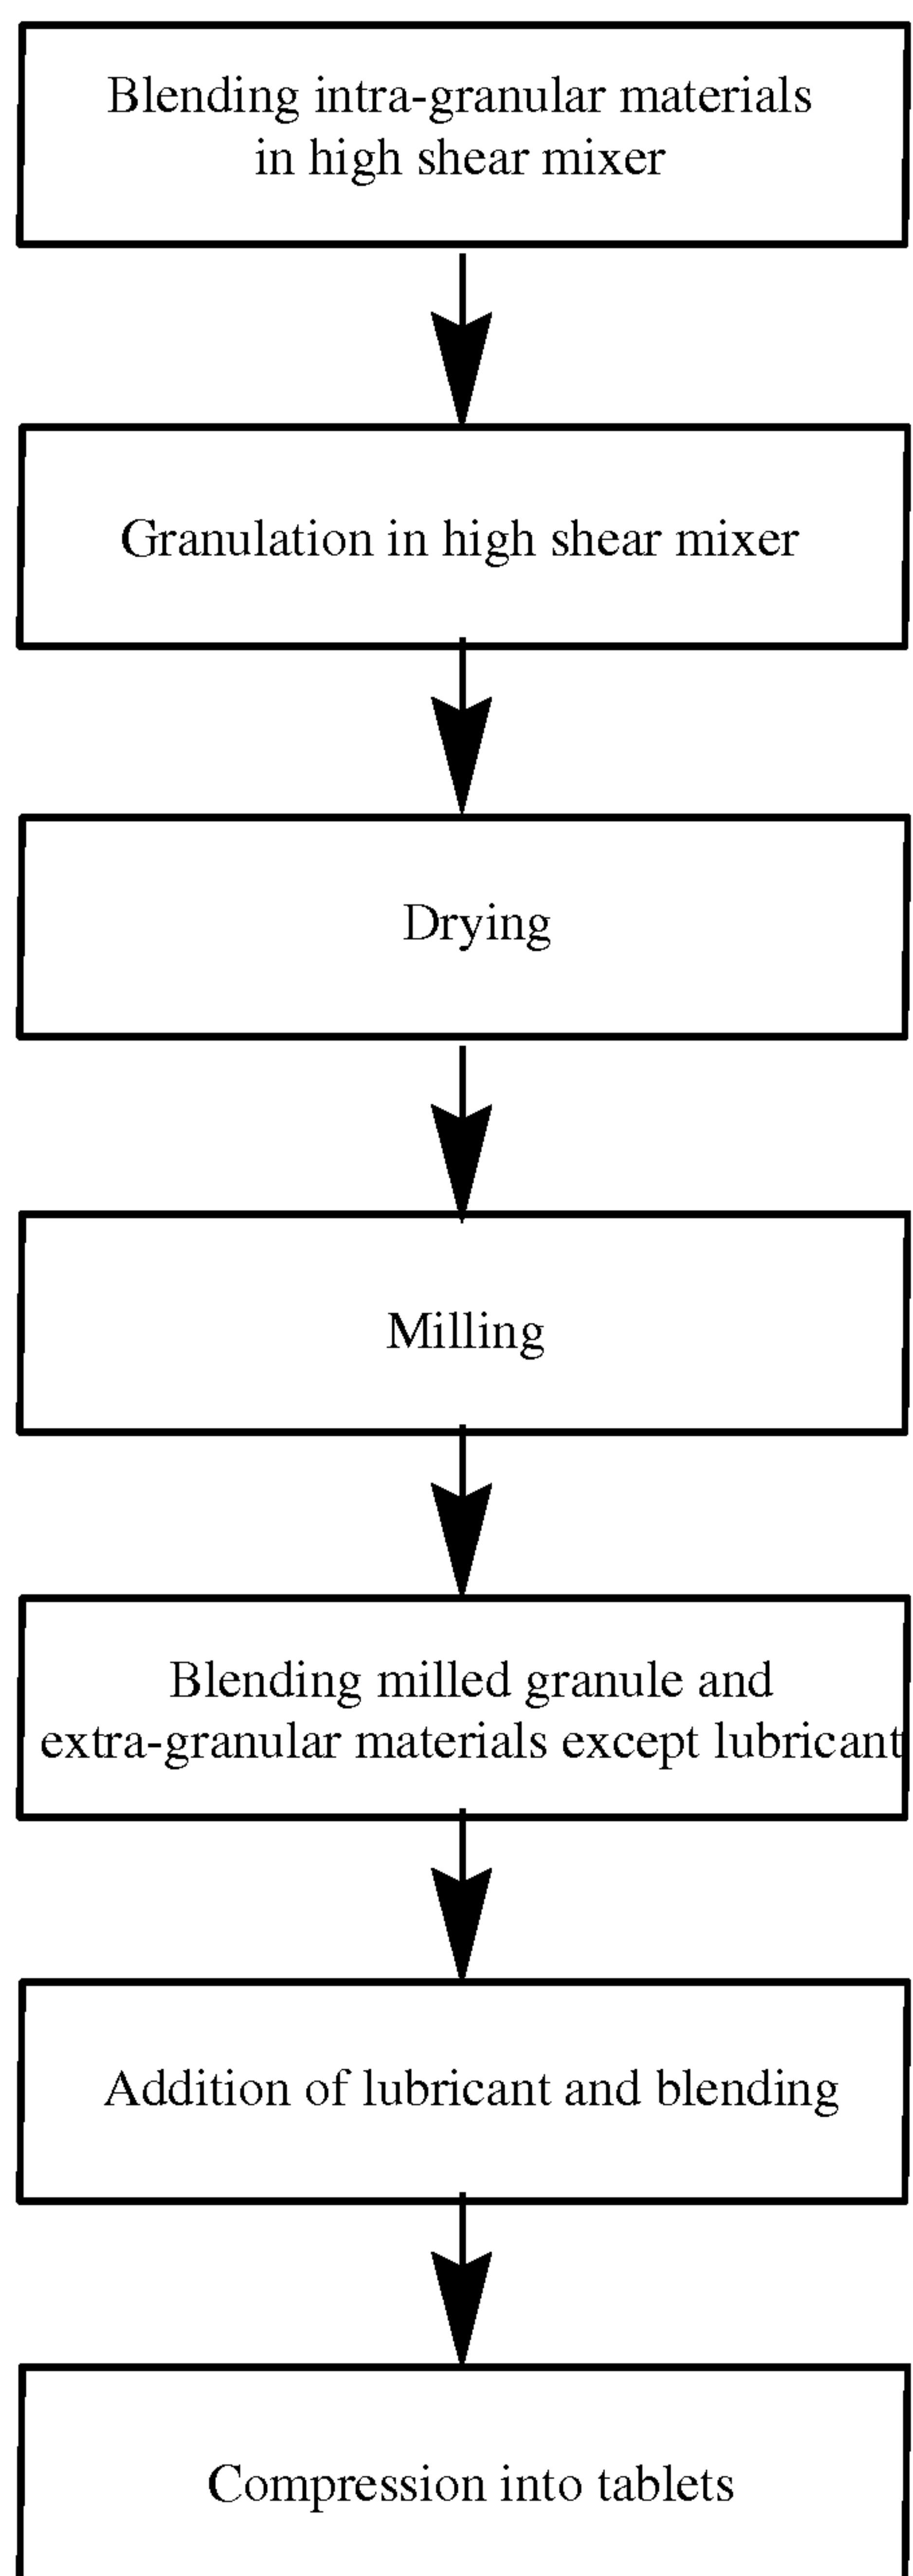 Blending intra-granular materials
in high shear mixer
Granulation in high shear mixer
Drying
Milling
Blending milled granule and
extra-granular materials except lubricant
Addition of lubricant and blending
Compression into tablets